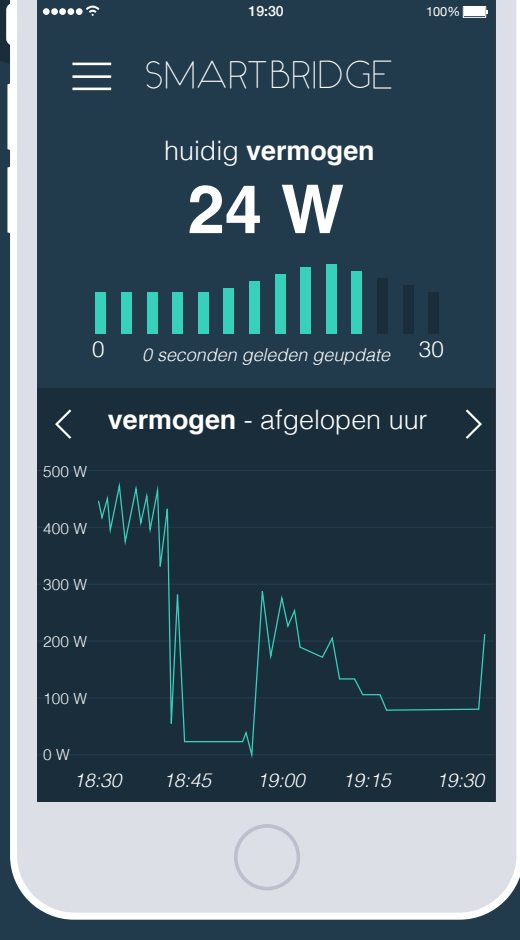 19:30 100%
SMARTBRIDGE
huidig vermogen
24 W
0 0 seconden geleden geupdate 30
vermogen - afgelopen uur
500 W
400 W
300 W
200 W
100 W
0 W
18:30 18:45 19:00 19:15 19:30